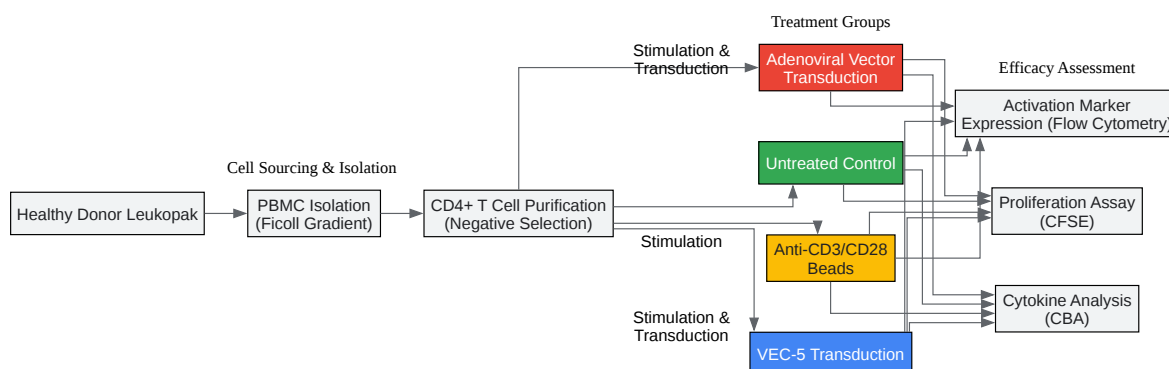 Treatment Groups
Stimulation &
Transduction
Adenoviral Vector
Transduction
Efficacy Assessment
Activation Marker
Expression (Flow Cytometry)
Cell Sourcing & Isolation
Untreated Control
Healthy Donor Leukopak
PBMC Isolation
(Ficoll Gradient)
CD4+ T Cell Purification
(Negative Selection)
Stimulation
Anti-CD3/CD28
Beads
Proliferation Assay
(CFSE)
Cytokine Analysis
(CBA)
Stimulation &
Transduction
VEC-5 Transduction